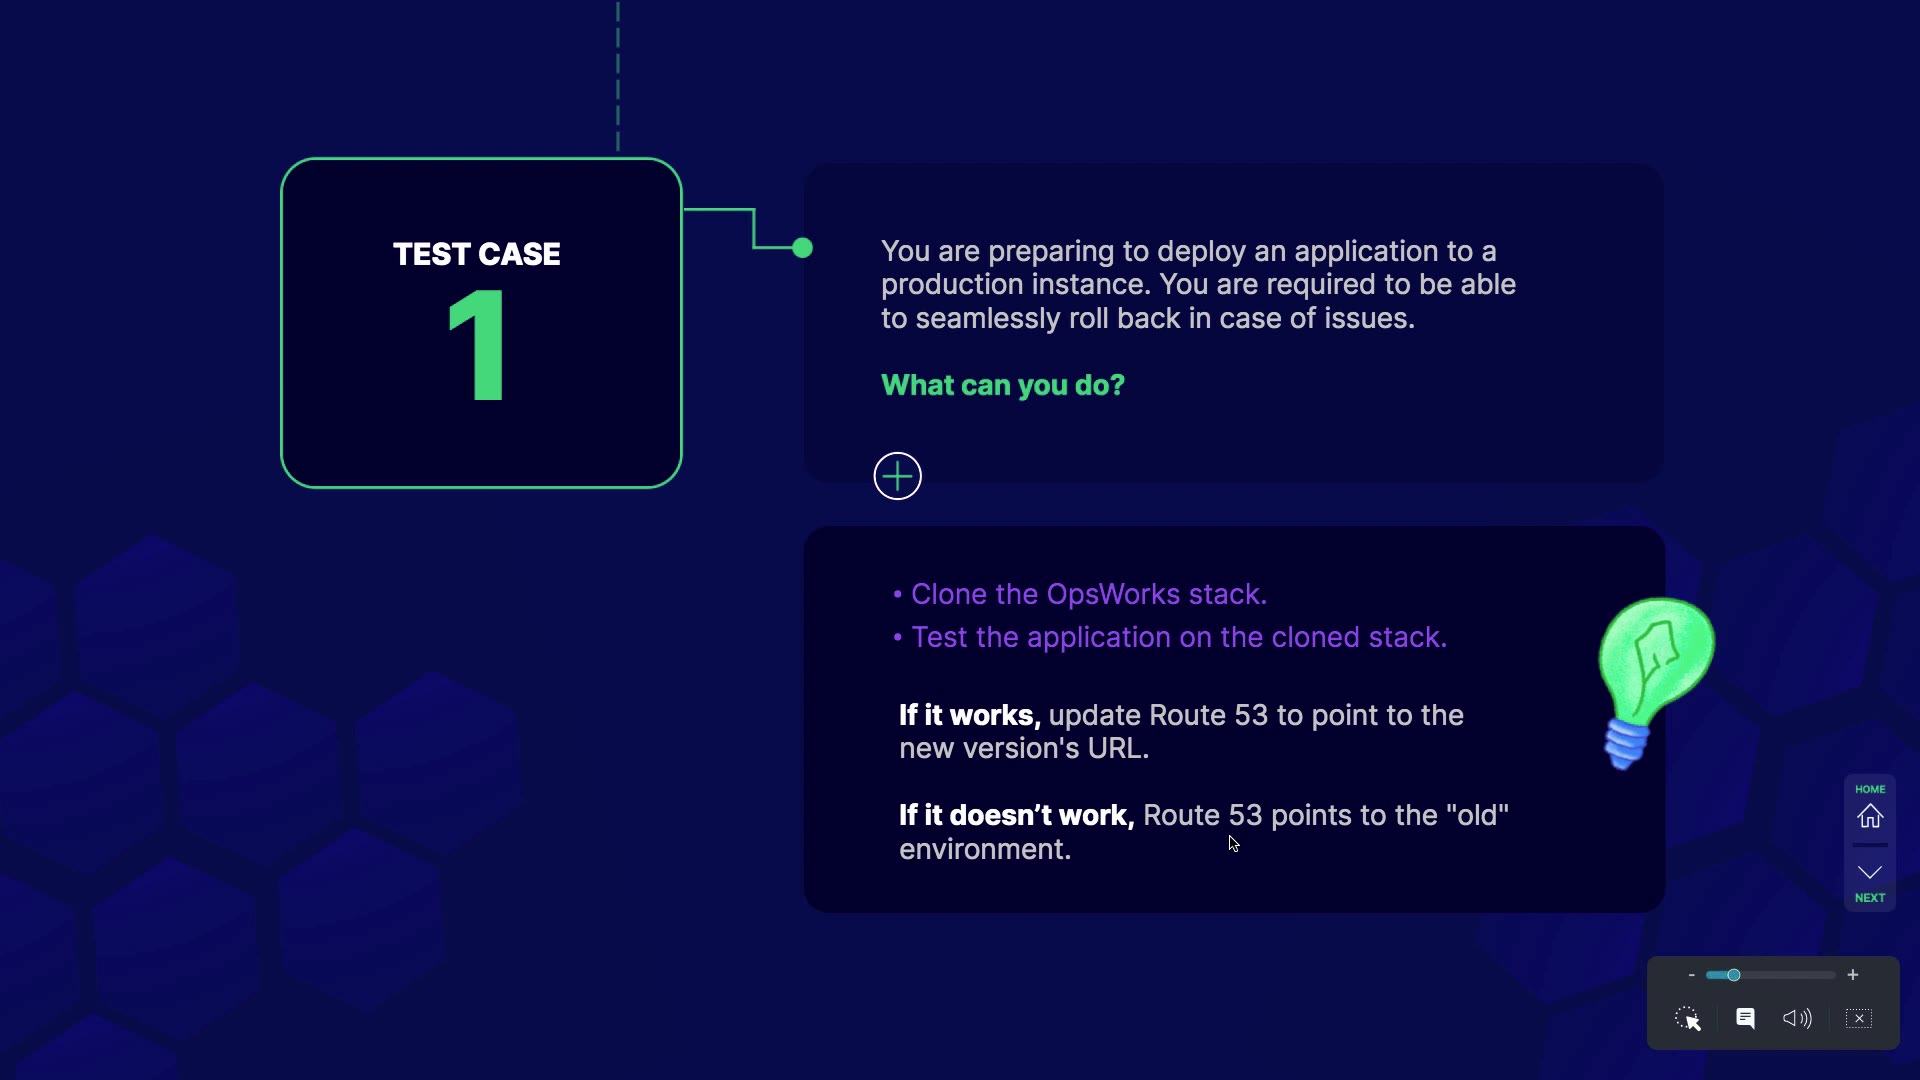 TEST CASE
1
You are preparing to deploy an application to a
production instance. You are required to be able
to seamlessly roll back in case of issues.
What can you do?
• Clone the OpsWorks stack.
• Test the application on the cloned stack.
If it works, update Route 53 to point to the
new version's URL.
If it doesn’t work, Route 53 points to the "old"
environment.
HOME
NEXT
- +